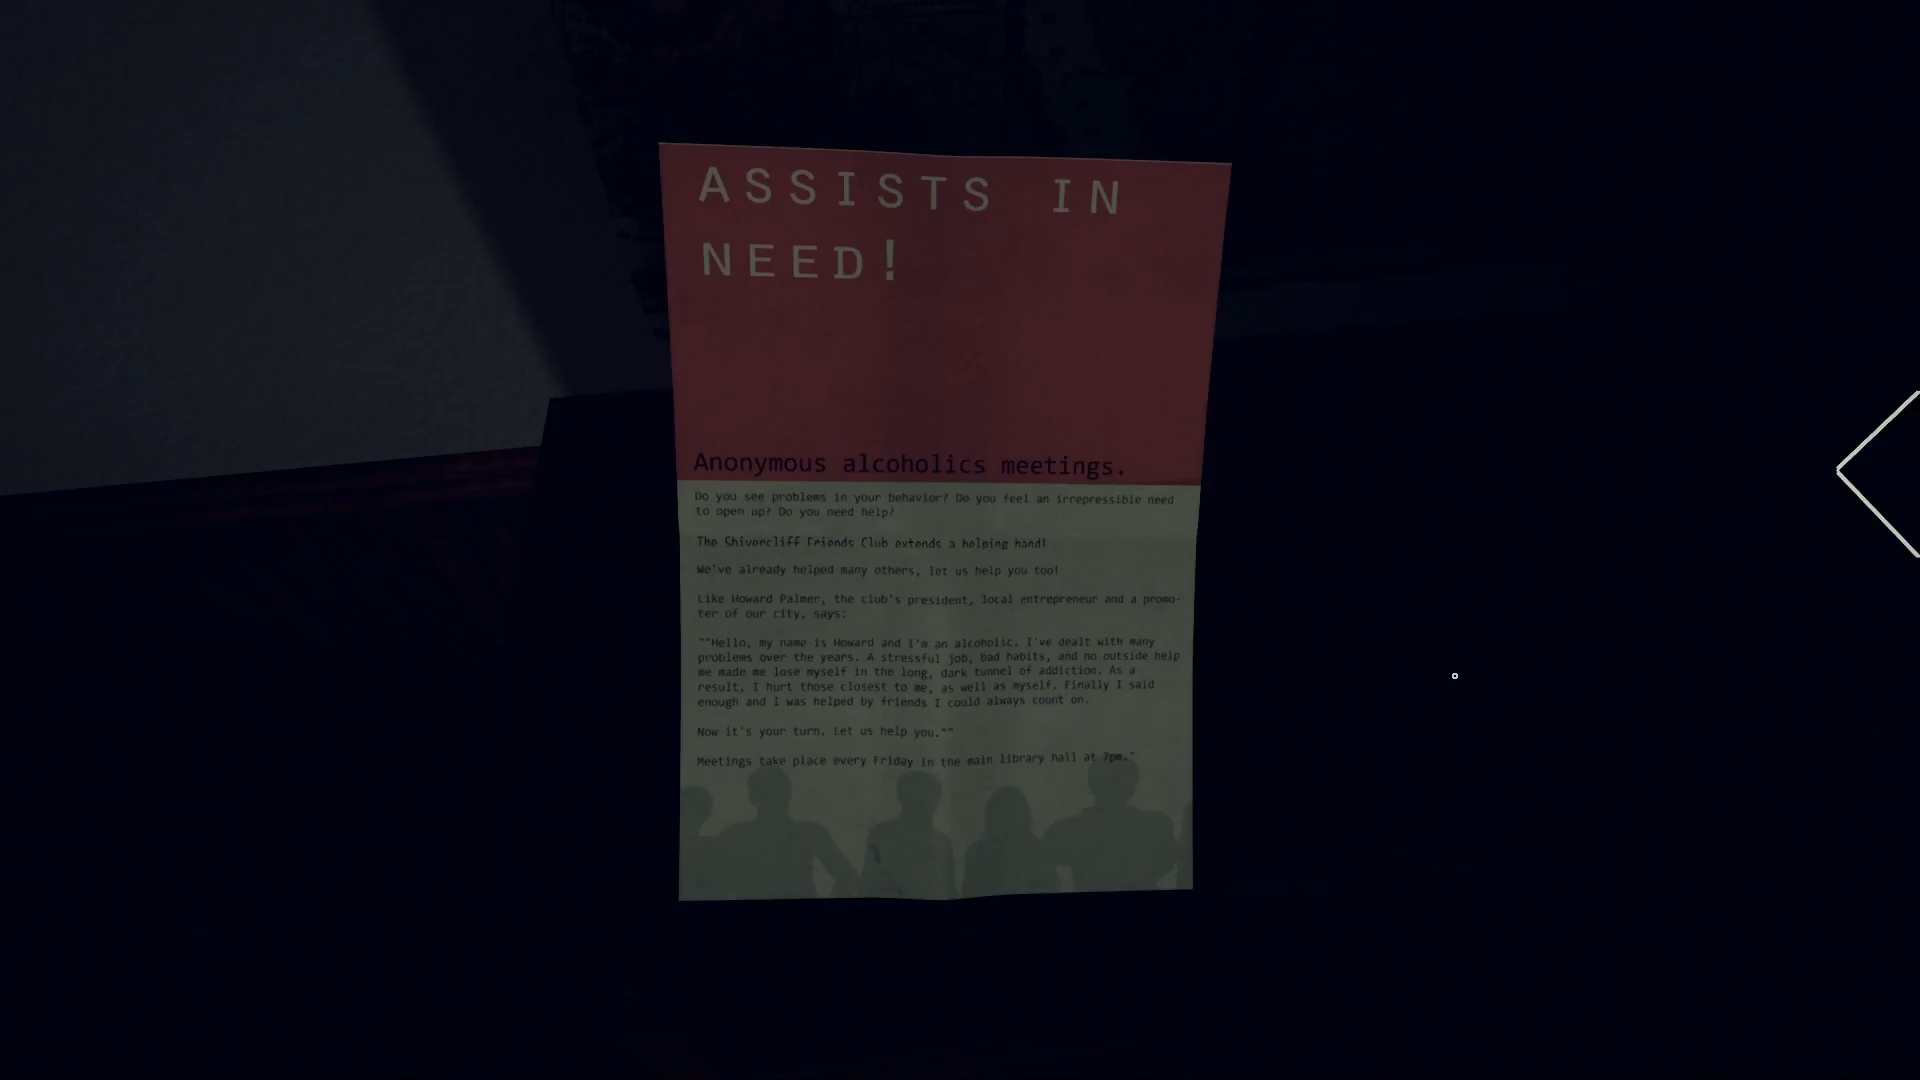 ASSISTS IN
NEED!
Anonymous alcoholics meetings.
Do you see problems in your behavior? Do you feel an irrepressible need
to open up? Do you need help?
The Shivercliff Friends Club extends a helping hand!
We've already helped many others, let us help you too!
Like Howard Palmer, the club's president, local entrepreneur and a promo-
ter of our city, says:
""Hello, my name is Howard and I'm an alcoholic. I've dealt with many
problems over the years. A stressful job, bad habits, and no outside help
me made me lose myself in the long, dark tunnel of addiction. As a
result, I hurt those closest to me, as well as myself. Finally I said
enough and I was helped by friends I could always count on.
Now it's your turn. Let us help you.""
Meetings take place every Friday in the main library hall at 7pm."